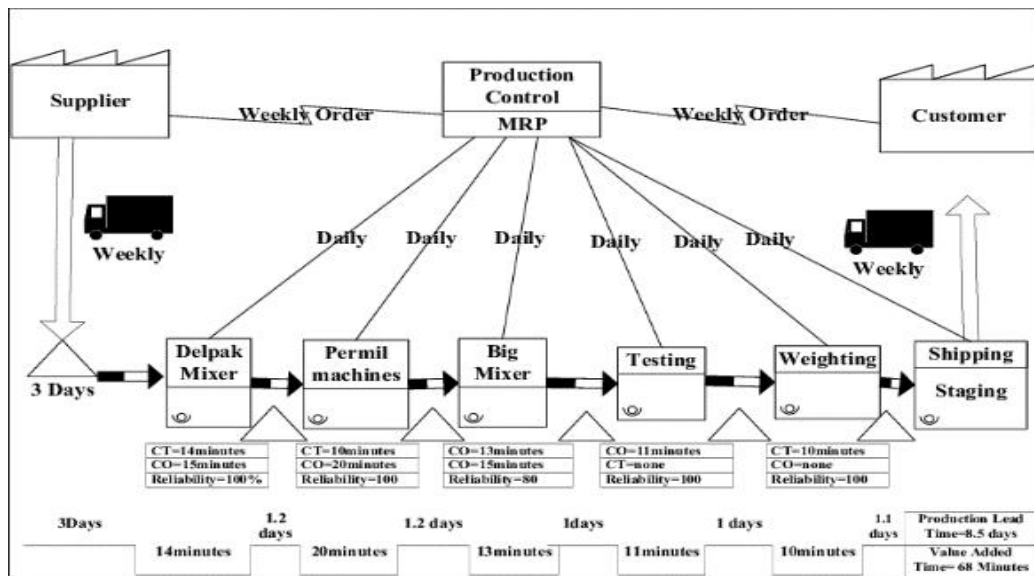 Supplier
Production
Control
MRP
Customer
Weekly Order
Weekly Order
Weekly
Daily
Daily
Daily
Daily
Daily
Daily
Weekly
3 Days
Delpak
Mixer
Permil
machines
Big
Mixer
Testing
Weighting
Shipping
Staging
CT=14minutes
CO=15minutes
Reliability=100%
CT=10minutes
CO=20minutes
Reliability=100
CO=13minutes
CO=15minutes
Reliability=80
CO=11minutes
CT=none
Reliability=100
CT=10minutes
CO=none
Reliability=100
3Days
1.2
days
1.2 days
1days
1 days
1.1
days
Production Lead
Time=8.5 days
14minutes
20minutes
13minutes
11minutes
10minutes
Value Added
Time= 68 Minutes